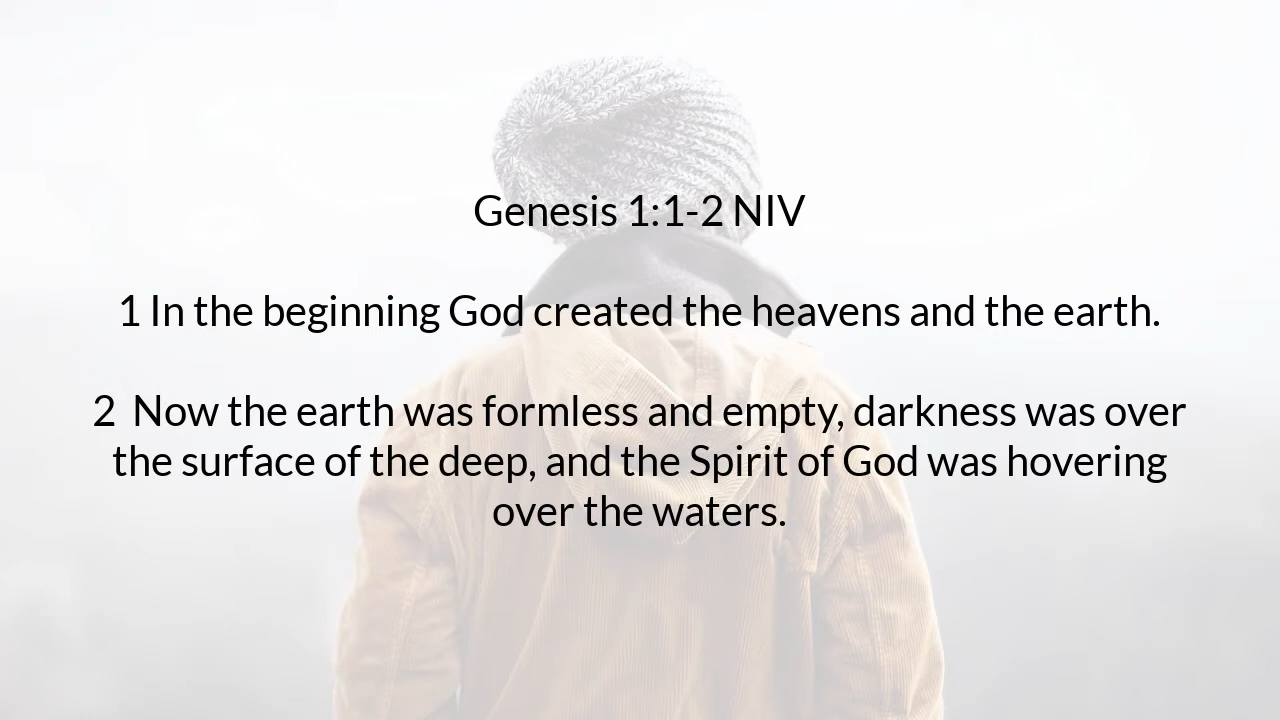 Genesis 1:1-2 NIV
1 In the beginning God created the heavens and the earth.
2  Now the earth was formless and empty, darkness was over
the surface of the deep, and the Spirit of God was hovering
over the waters.